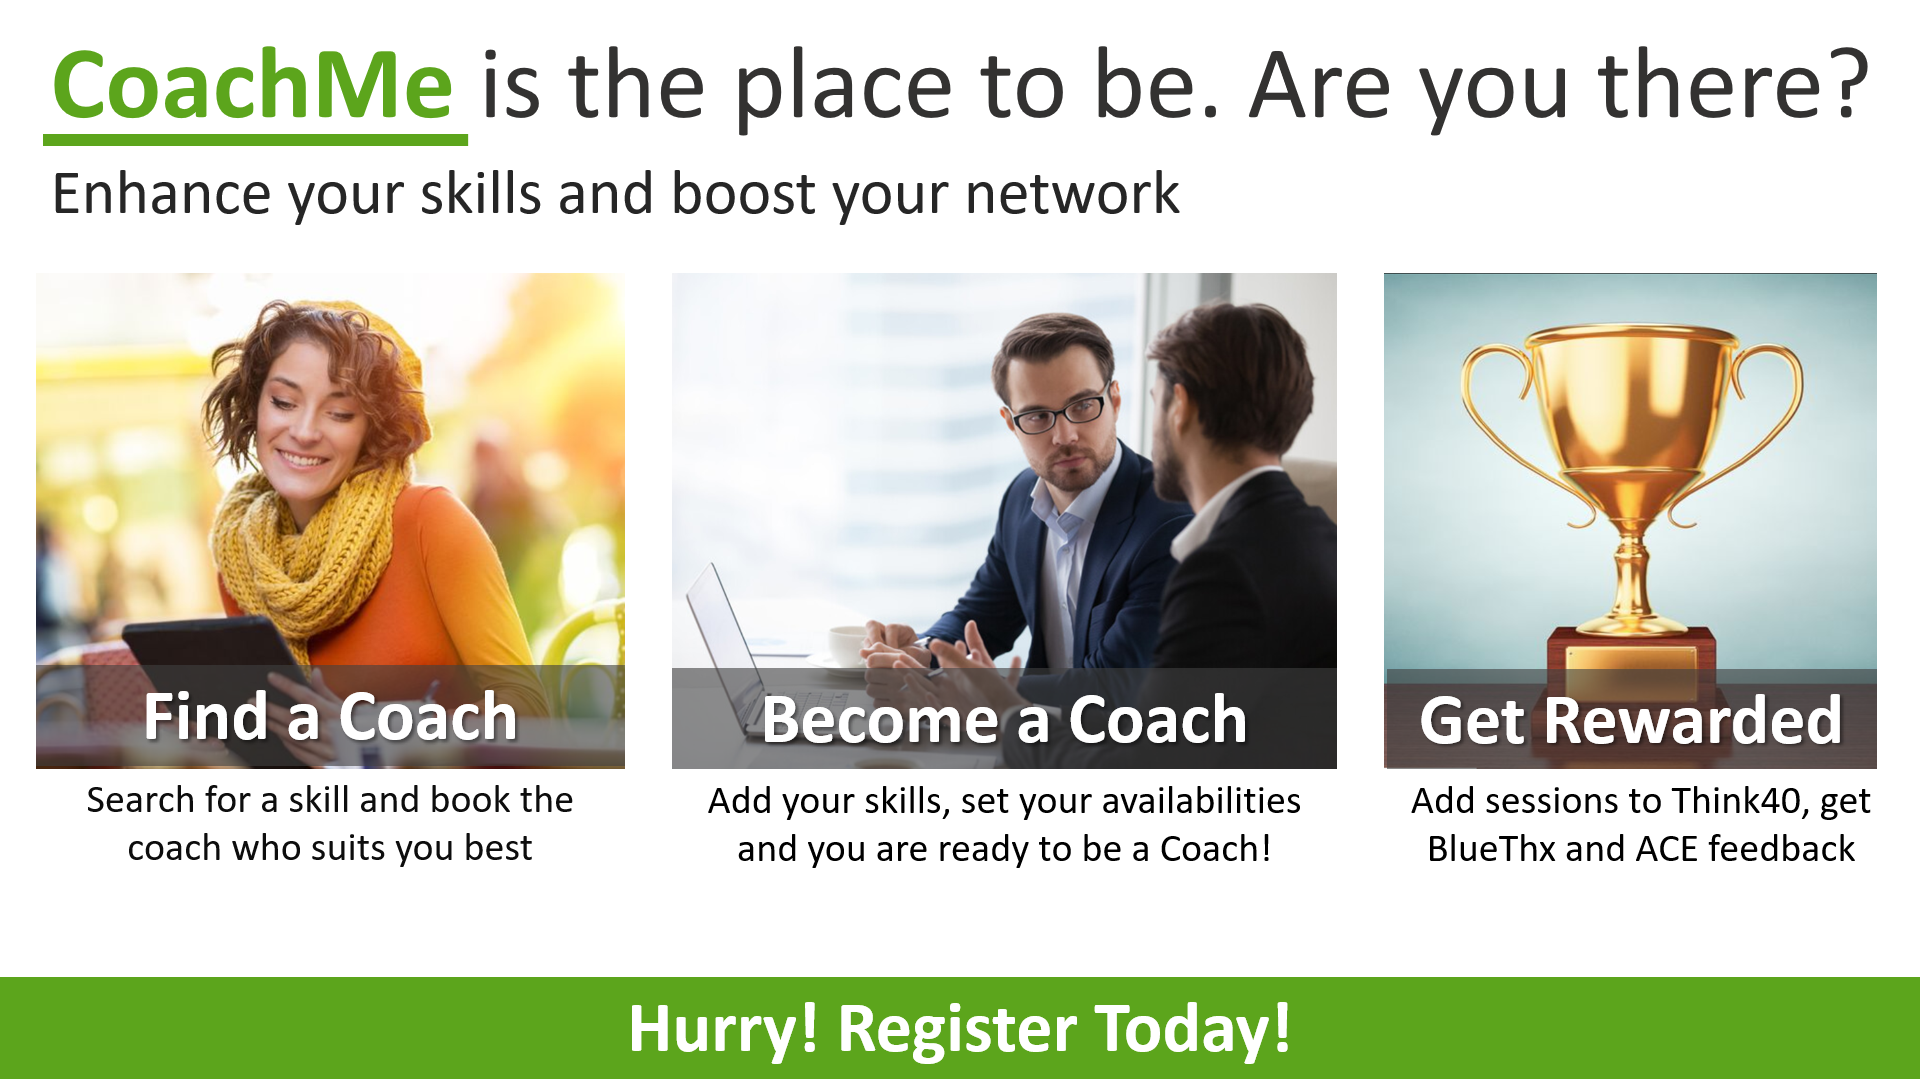 CoachMe is the place to be. Are you there?
Enhance your skills and boost your network
Find a Coach
Search for a skill and book the
coach who suits you best
Become a Coach
Add your skills, set your availabilities
and you are ready to be a Coach!
Get Rewarded
Add sessions to Think40, get
BlueThx and ACE feedback
Hurry! Register Today!